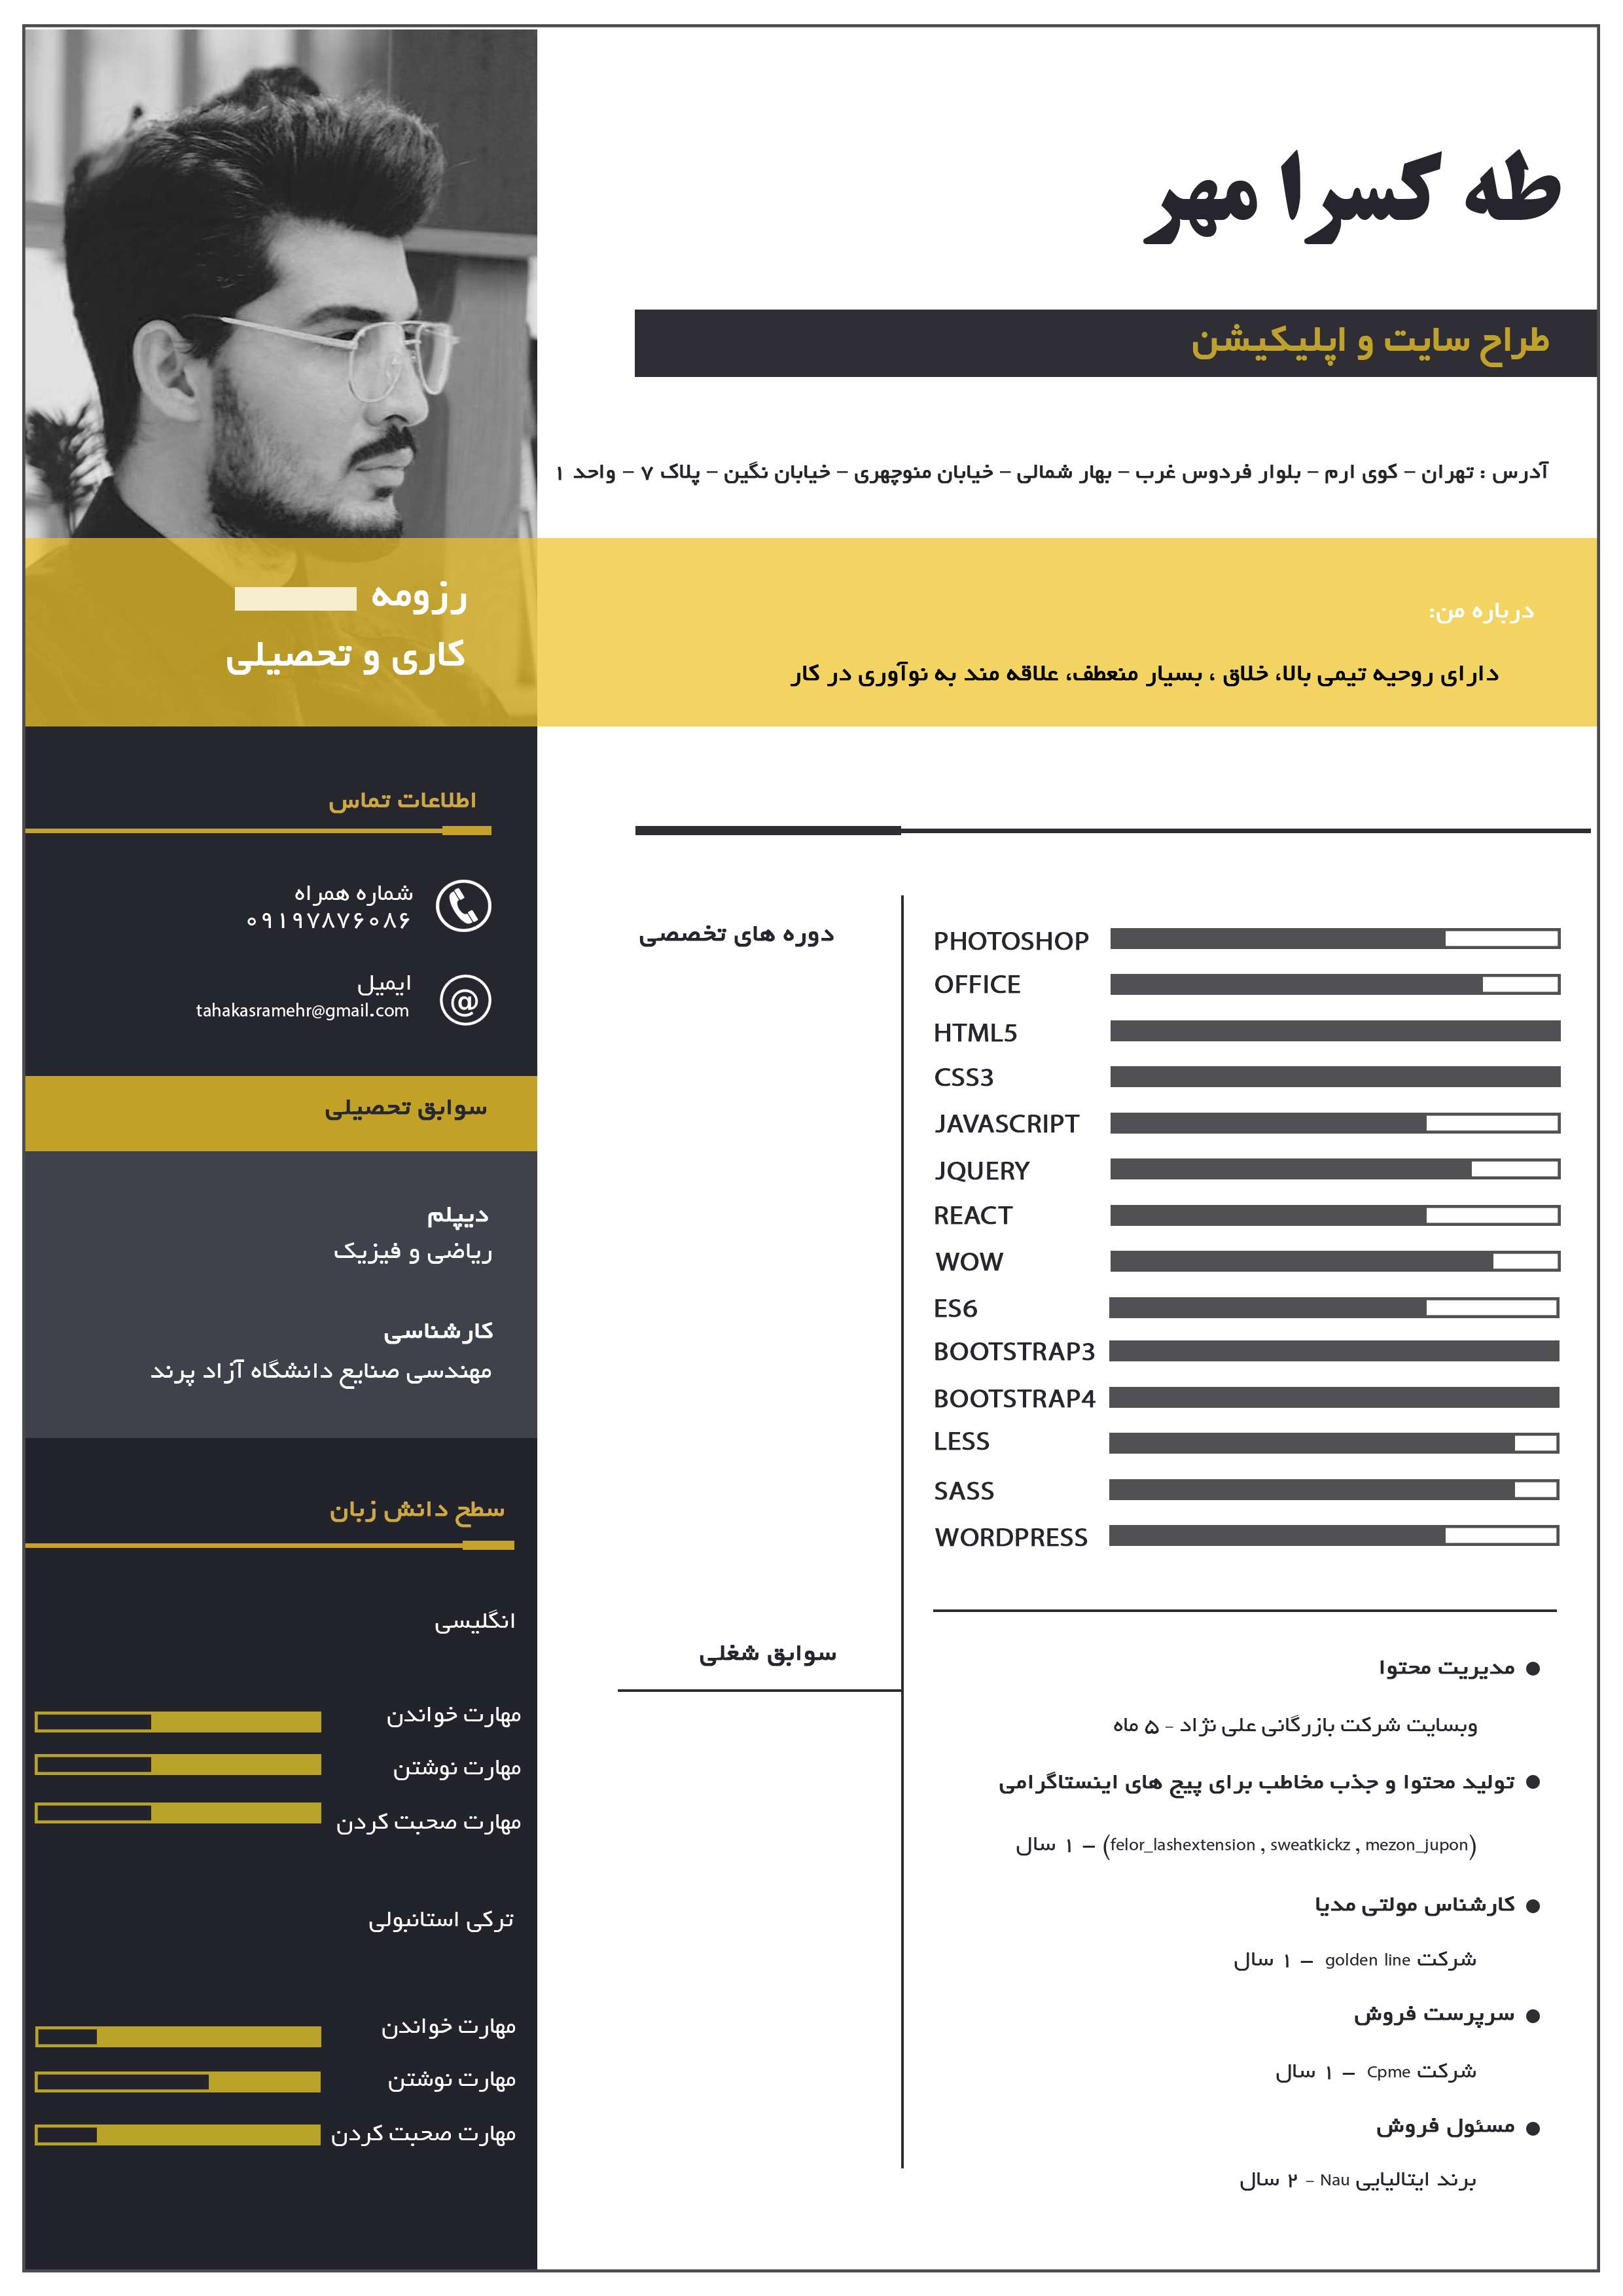 طه کسرا مهر
طراح سایت و اپلیکیشن
آدرس : تهران – کوی ارم – بلوار فردوس غرب – بهار شمالی – خیابان منوچهری – خیابان نگین – پلاک ۷ – واحد ۱
درباره من:
دارای روحیه تیمی بالا، خلاق ، بسیار منعطف، علاقه مند به نوآوری در کار
رزومه
کاری و تحصیلی
اطلاعات تماس
شماره همراه
۰۹۱۹۷۸۷۶۰۸۶
ایمیل
tahakasramehr@gmail.com
سوابق تحصیلی
دیپلم
ریاضی و فیزیک
کارشناسی
مهندسی صنایع دانشگاه آزاد پرند
سطح دانش زبان
انگلیسی
مهارت خواندن
مهارت نوشتن
مهارت صحبت کردن
ترکی استانبولی
مهارت خواندن
مهارت نوشتن
مهارت صحبت کردن
دوره های تخصصی
PHOTOSHOP
OFFICE
HTML5
CSS3
JAVASCRIPT
JQUERY
REACT
WOW
ES6
BOOTSTRAP3
BOOTSTRAP4
LESS
SASS
WORDPRESS
سوابق شغلی
مدیریت محتوا
وبسایت شرکت بازرگانی علی نژاد - ۵ ماه
تولید محتوا و جذب مخاطب برای پیج های اینستاگرامی
(felor_lashextension , sweatkickz , mezon_jupon) – ۱ سال
کارشناس مولتی مدیا
شرکت golden line – ۱ سال
سرپرست فروش
شرکت Cpme – ۱ سال
مسئول فروش
برند ایتالیایی Nau - ۲ سال